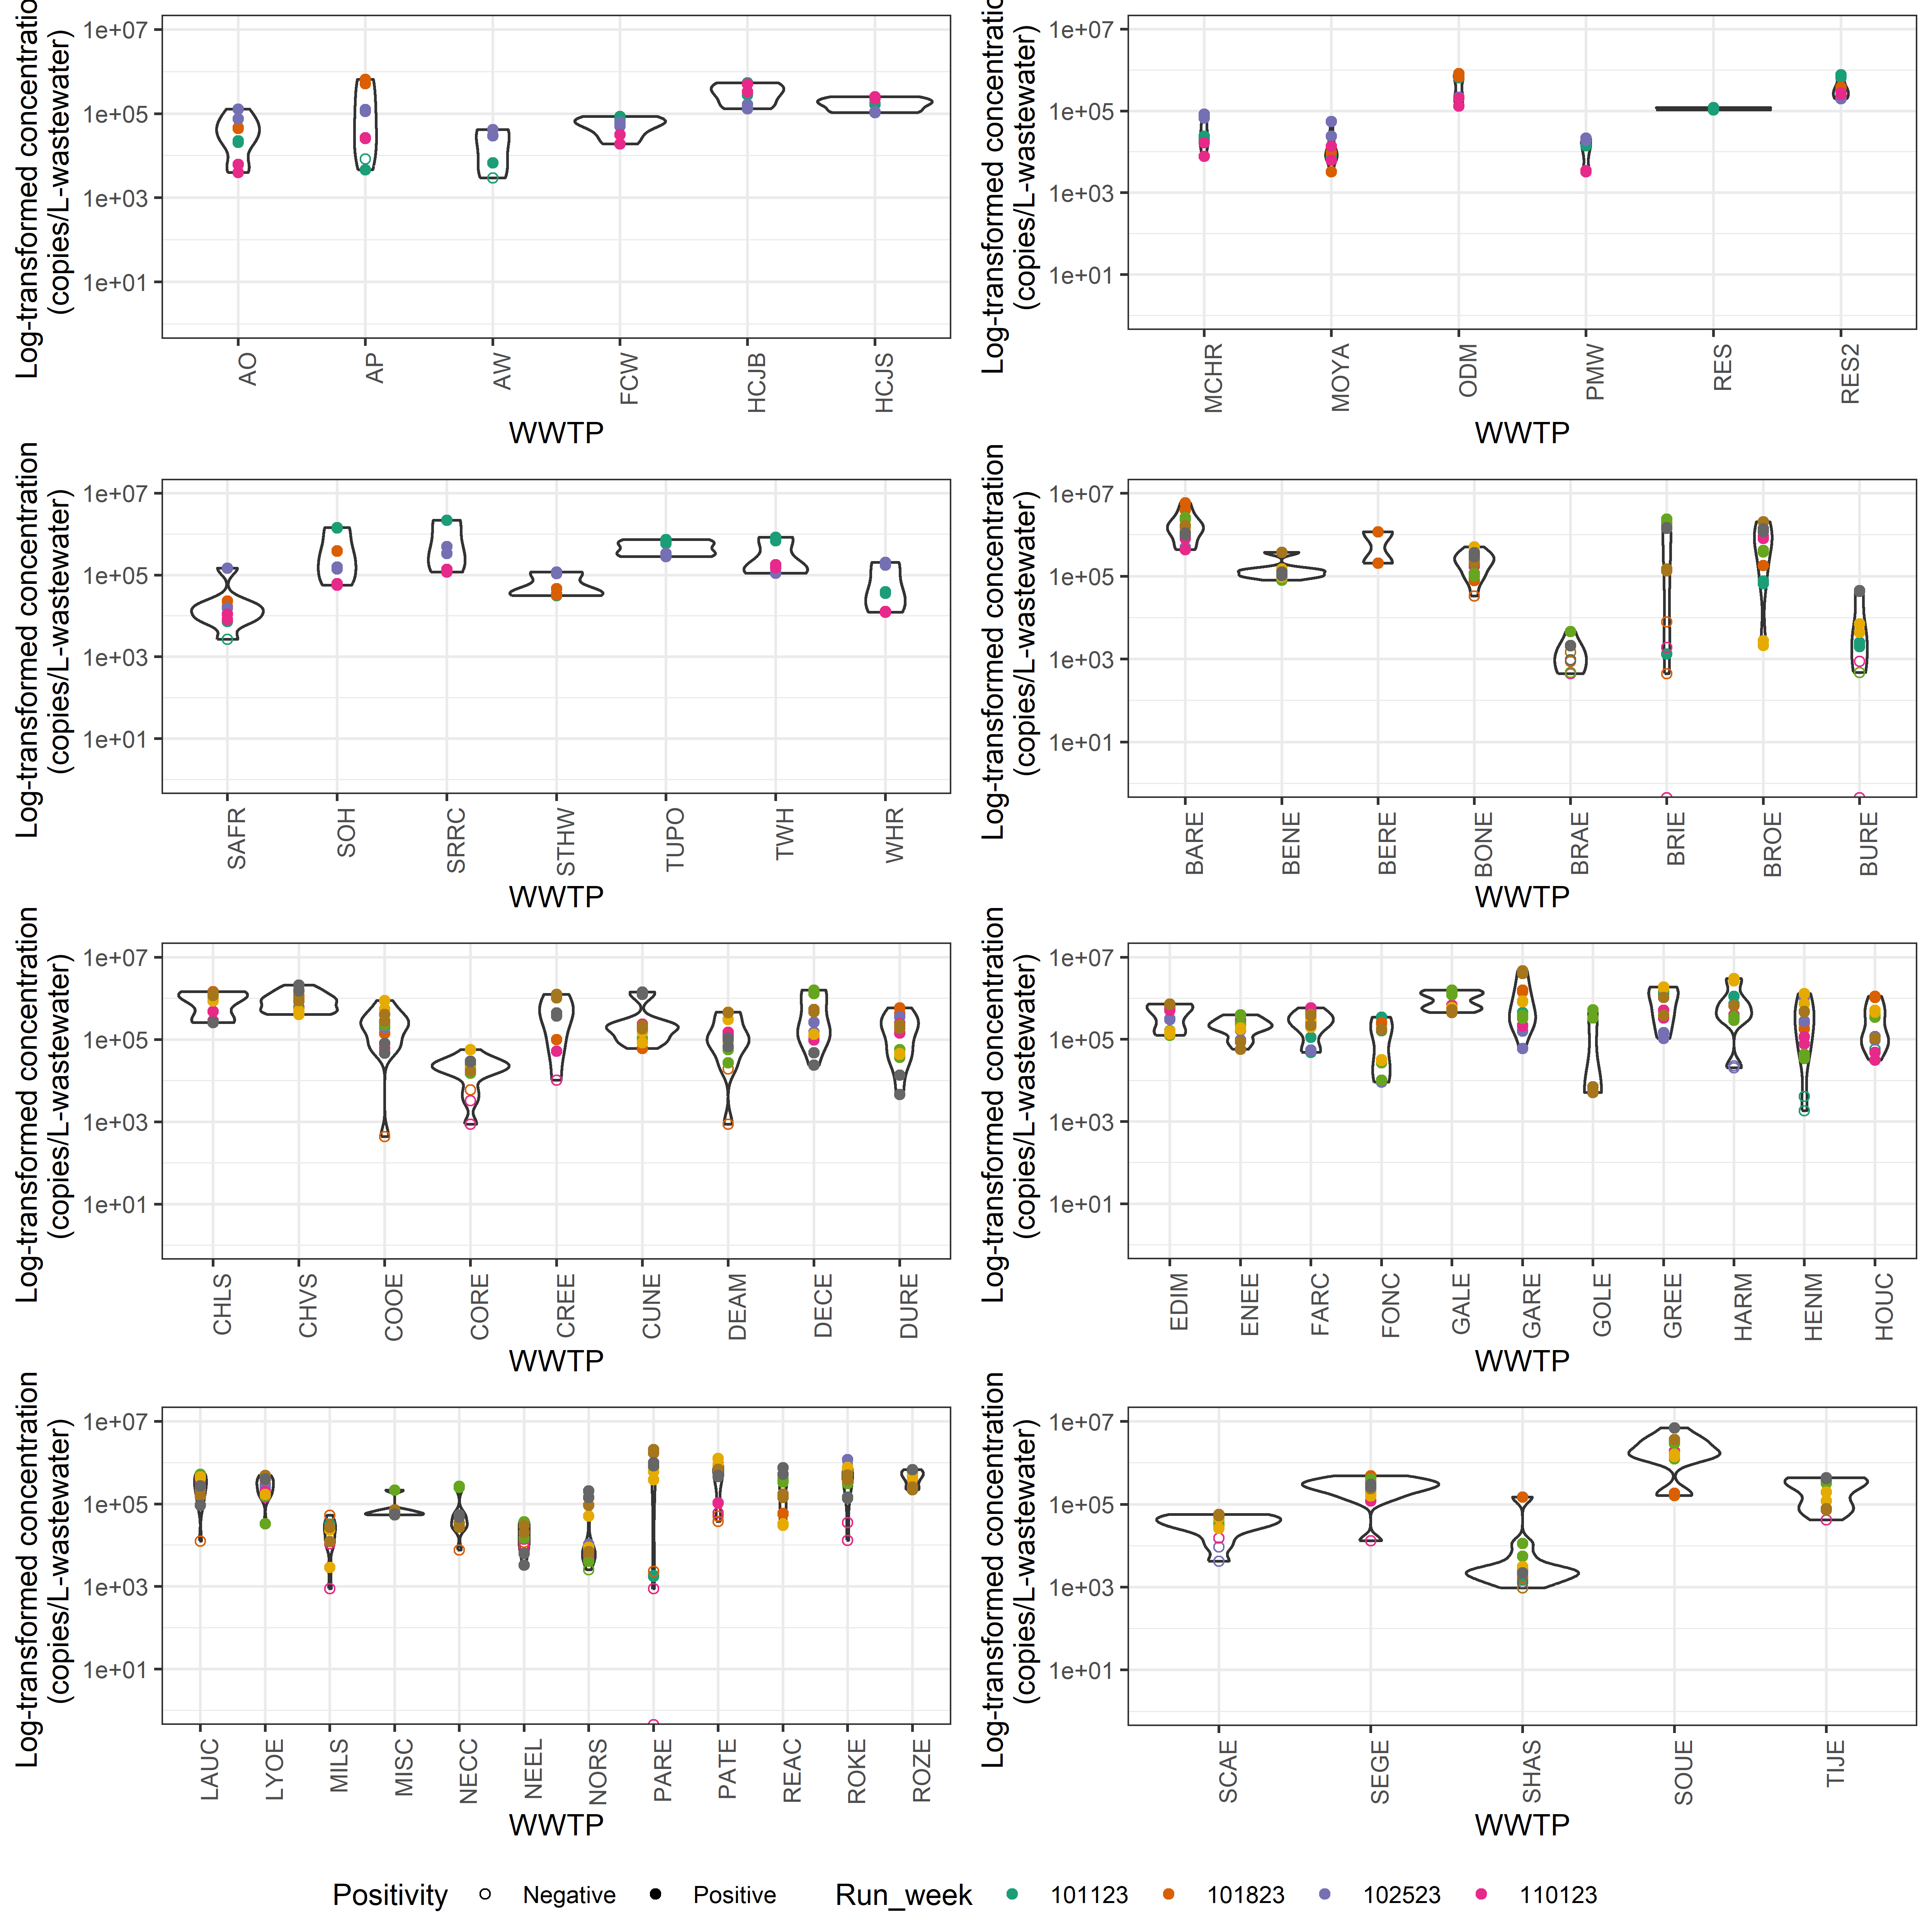 Log-transformed concentratio
(copies/L-wastewater)
1e+07
1e+05
1e+03
1e+01
AO
AP
AW
FCW
HCJB
HCJS
WWTP
Log-transformed concentratio
(copies/L-wastewater)
1e+07
1e+05
1e+03
1e+01
MCHR
MOYA
ODM
PMW
RES
RES2
WWTP
Log-transformed concentration
(copies/L-wastewater)
1e+07
1e+05
1e+03
1e+01
SAFR
SOH
SRRC
STHW
TUPO
TWH
WHR
WWTP
Log-transformed concentration
(copies/L-wastewater)
1e+07
1e+05
1e+03
1e+01
BARE
BENE
BERE
BONE
BRAE
BRIE
BROE
BURE
WWTP
Log-transformed concentration
(copies/L-wastewater)
1e+07
1e+05
1e+03
1e+01
CHLS
CHVS
COOE
CORE
CREE
CUNE
DEAM
DECE
DURE
WWTP
Log-transformed concentration
(copies/L-wastewater)
1e+07
1e+05
1e+03
1e+01
EDIM
ENEE
FARC
FONC
GALE
GARE
GOLE
GREE
HARM
HENM
HOUC
WWTP
Log-transformed concentration
(copies/L-wastewater)
1e+07
1e+05
1e+03
1e+01
LAUC
LYOE
MILS
MISC
NECC
NEEL
NORS
PARE
PATE
REAC
ROKE
ROZE
WWTP
Log-transformed concentration
(copies/L-wastewater)
1e+07
1e+05
1e+03
1e+01
SCAE
SEGE
SHAS
SOUE
TIJE
WWTP
Positivity Negative Positive Run_week 101123 101823 102523 110123